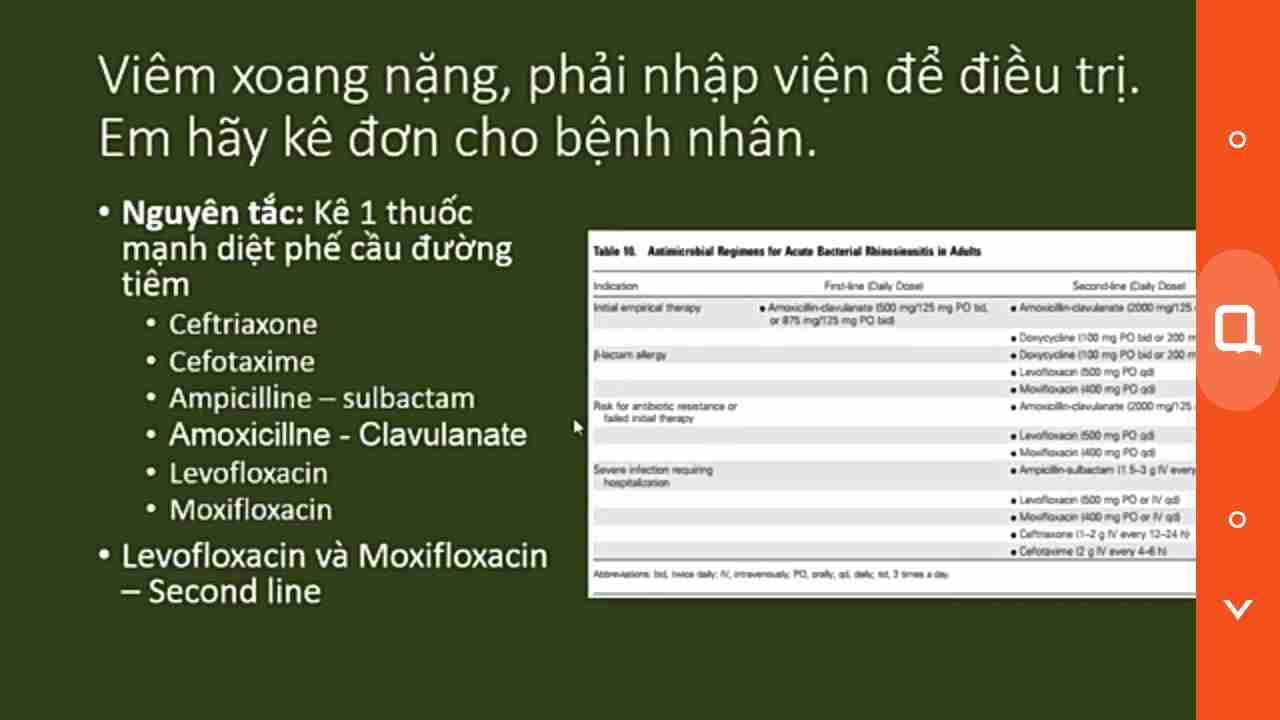 Viêm xoang nặng, phải nhập viện để điều trị.
Em hãy kê đơn cho bệnh nhân.
• Nguyên tắc: Kê 1 thuốc
mạnh diệt phế cầu đường
tiêm
• Ceftriaxone
• Cefotaxime
• Ampicilline – sulbactam
• Amoxicillne - Clavulanate
• Levofloxacin
• Moxifloxacin
• Levofloxacin và Moxifloxacin
– Second line
Table 10. Antimicrobial Regimens for Acute Bacterial Rhinosinusitis in Adults
Indication First-line (Daily Dose) Second-line (Daily Dose)
Initial empirical therapy • Amoxicillin-clavulanate (500 mg/125 mg PO tid, • Amoxicillin-clavulanate (2000 mg/125
or 875 mg/125 mg PO bid)
• Doxycycline (100 mg PO bid or 200 m
β-lactam allergy • Doxycycline (100 mg PO bid or 200 m
• Levofloxacin (500 mg PO qd)
• Moxifloxacin (400 mg PO qd)
Risk for antibiotic resistance or • Amoxicillin-clavulanate (2000 mg/125
failed initial therapy
• Levofloxacin (500 mg PO qd)
• Moxifloxacin (400 mg PO qd)
Severe infection requiring • Ampicillin-sulbactam (1.5–3 g IV every
hospitalization
• Levofloxacin (500 mg PO or IV qd)
• Moxifloxacin (400 mg PO or IV qd)
• Ceftriaxone (1–2 g IV every 12–24 h)
• Cefotaxime (2 g IV every 4–6 h)
Abbreviations: bid, twice daily; IV, intravenously; PO, orally; qd, daily; tid, 3 times a day.